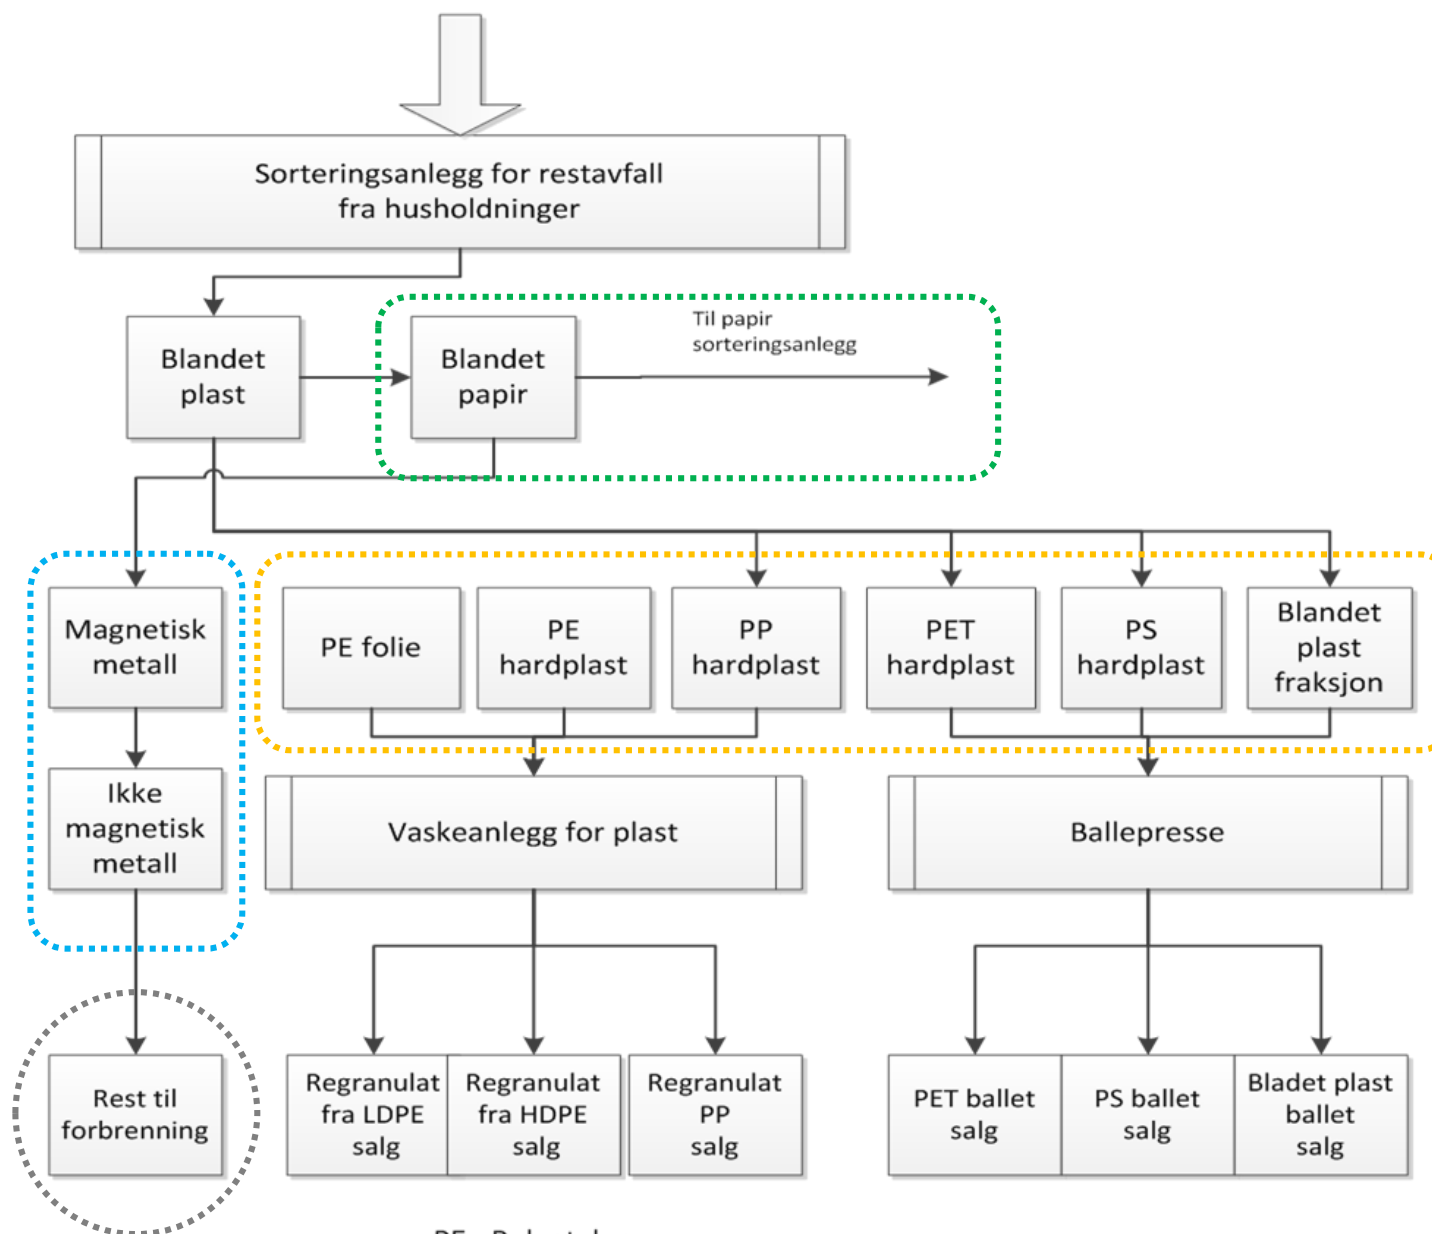 Sorteringsanlegg for restavfall
fra husholdninger
Blandet
plast
Blandet
papir
Til papir
sorteringsanlegg
Magnetisk
metall
PE folie
PE
hardplast
PP
hardplast
PET
hardplast
PS
hardplast
Blandet
plast
fraksjon
Ikke
magnetisk
metall
Vaskeanlegg for plast
Ballepresse
Rest til
forbrenning
Regranulat
fra LDPE
salg
Regranulat
fra HDPE
salg
Regranulat
PP
salg
PET ballet
salg
PS ballet
salg
Bladet plast
ballet
salg